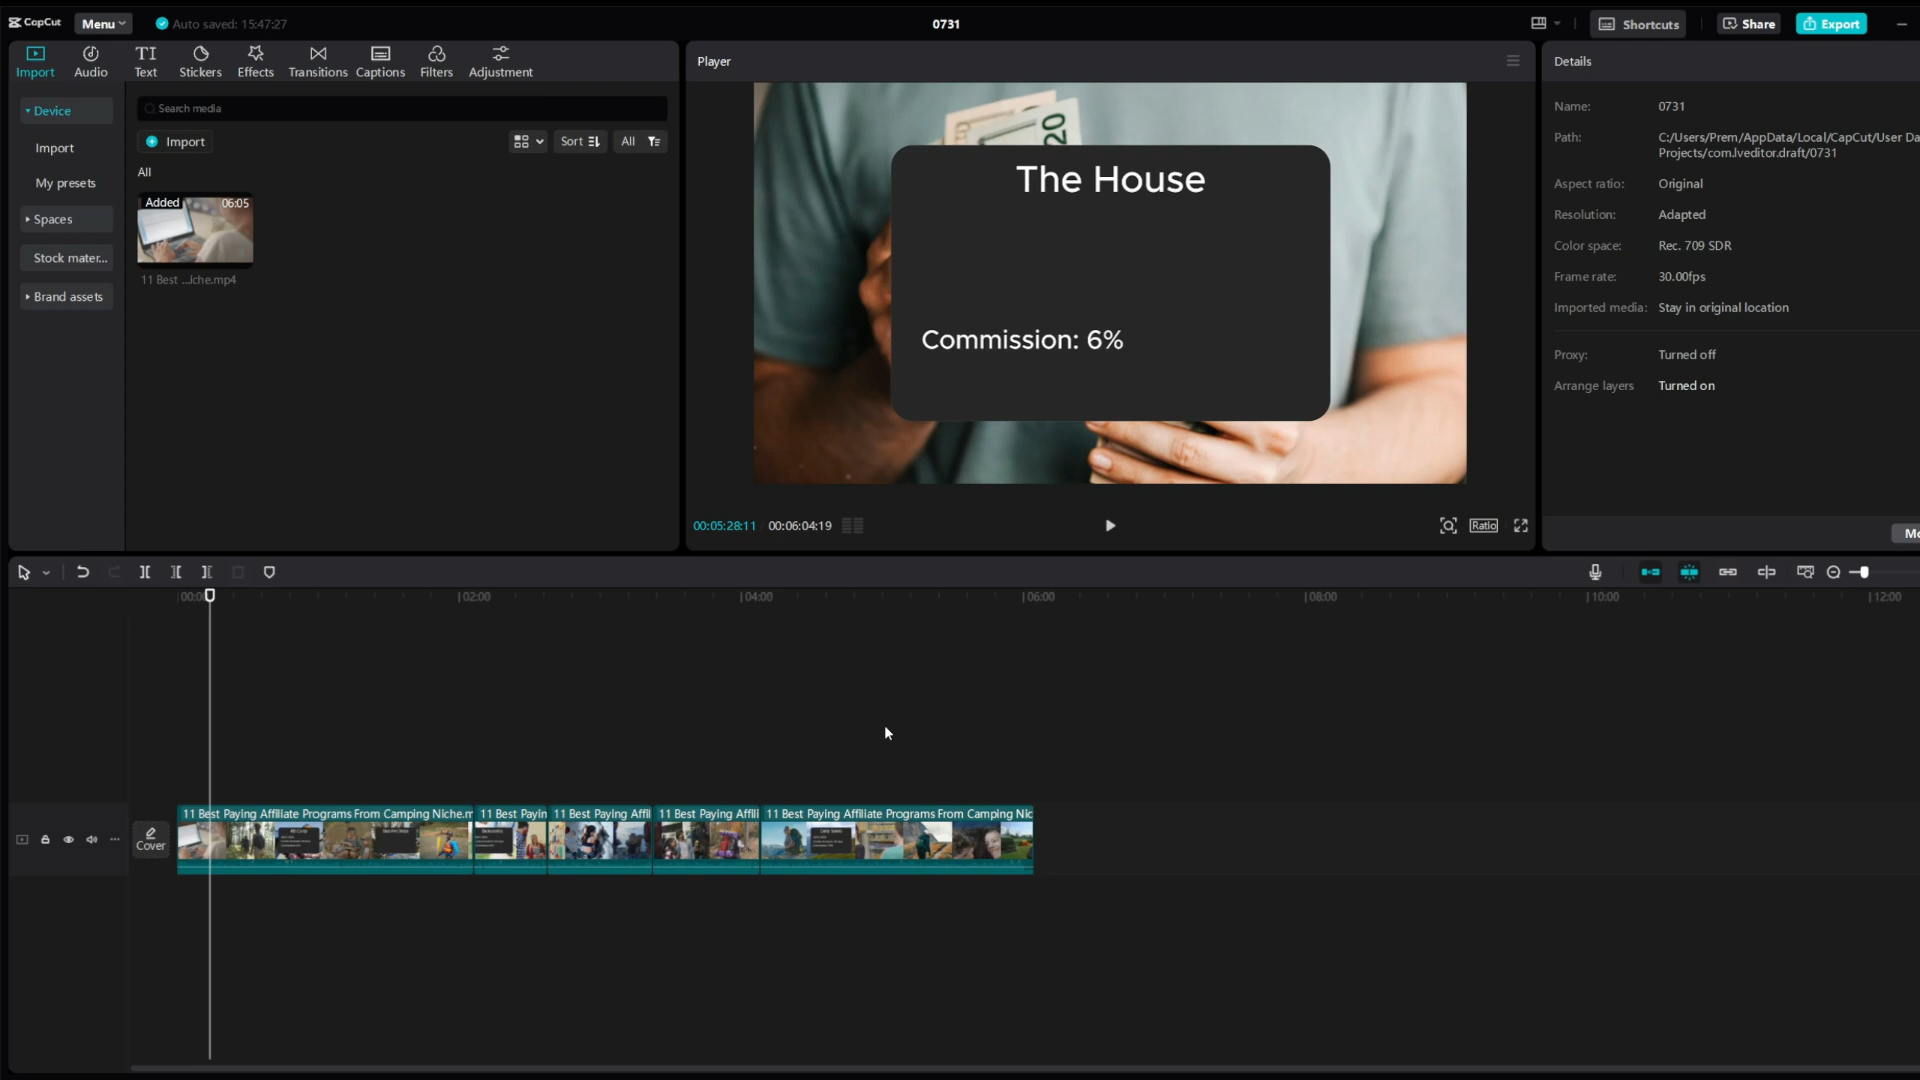 CapCut
Menu
Auto saved: 15:47:27
0731
Shortcuts
Share
Export
Import
Audio
TI
Text
Stickers
Effects
Transitions
Captions
Filters
Adjustment
Device
Import
My presets
Spaces
Stock mater...
Brand assets
Search media
Import
Sort
All
All
Added
06:05
11 Best ...iche.mp4
Player
The House
Commission: 6%
20
00:05:28:11
00:06:04:19
Ratio
Details
Name: 0731
Path: C:/Users/Prem/AppData/Local/CapCut/User Da
Projects/com.lveditor.draft/0731
Aspect ratio: Original
Resolution: Adapted
Color space: Rec. 709 SDR
Frame rate: 30.00fps
Imported media: Stay in original location
Proxy: Turned off
Arrange layers Turned on
Mo
00:00
02:00
04:00
06:00
08:00
10:00
12:00
Cover
11 Best Paying Affiliate Programs From Camping Niche.m
11 Best Payin
11 Best Paying Affil
11 Best Paying Affili
11 Best Paying Affiliate Programs From Camping Nic